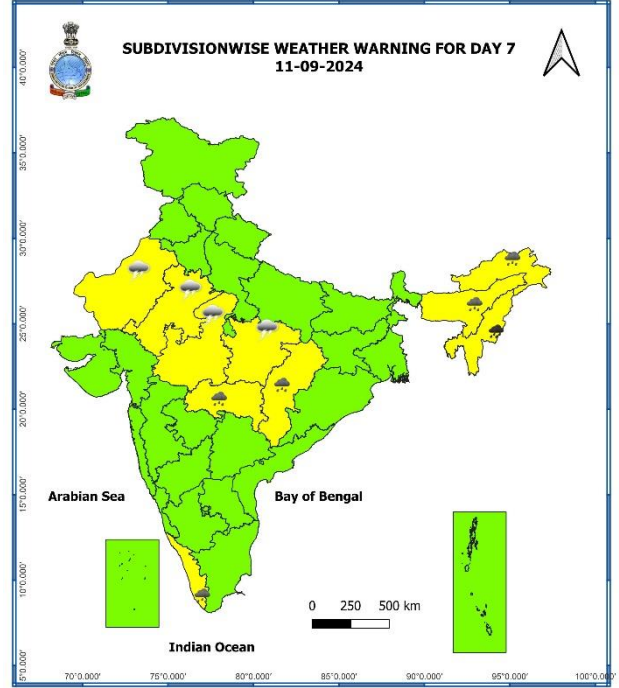 SUBDIVISIONWISE WEATHER WARNING FOR DAY 7
11-09-2024
40°0.000'
35°0.000'
30°0.000'
25°0.000'
20°0.000'
15°0.000'
10°0.000'
5°0.000'
Arabian Sea
Bay of Bengal
0 250 500 km
Indian Ocean
70°0.000' 75°0.000' 80°0.000' 85°0.000' 90°0.000' 95°0.000' 100°0.000'